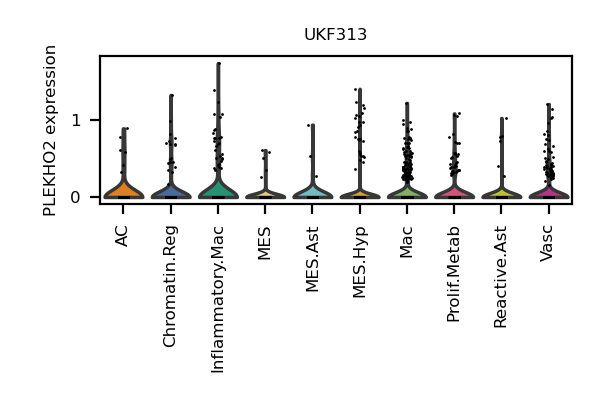 UKF313
PLEKHO2 expression
1
0
AC
Chromatin.Reg
Inflammatory.Mac
MES
MES.Ast
MES.Hyp
Mac
Prolif.Metab
Reactive.Ast
Vasc